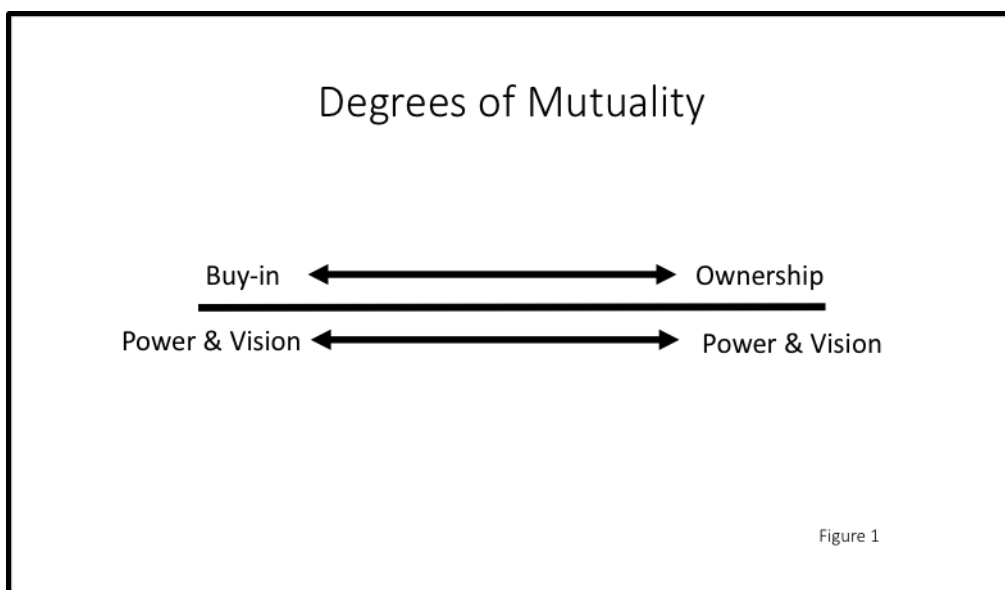 Degrees of Mutuality
Buy-in Ownership
Power & Vision Power & Vision
Figure 1